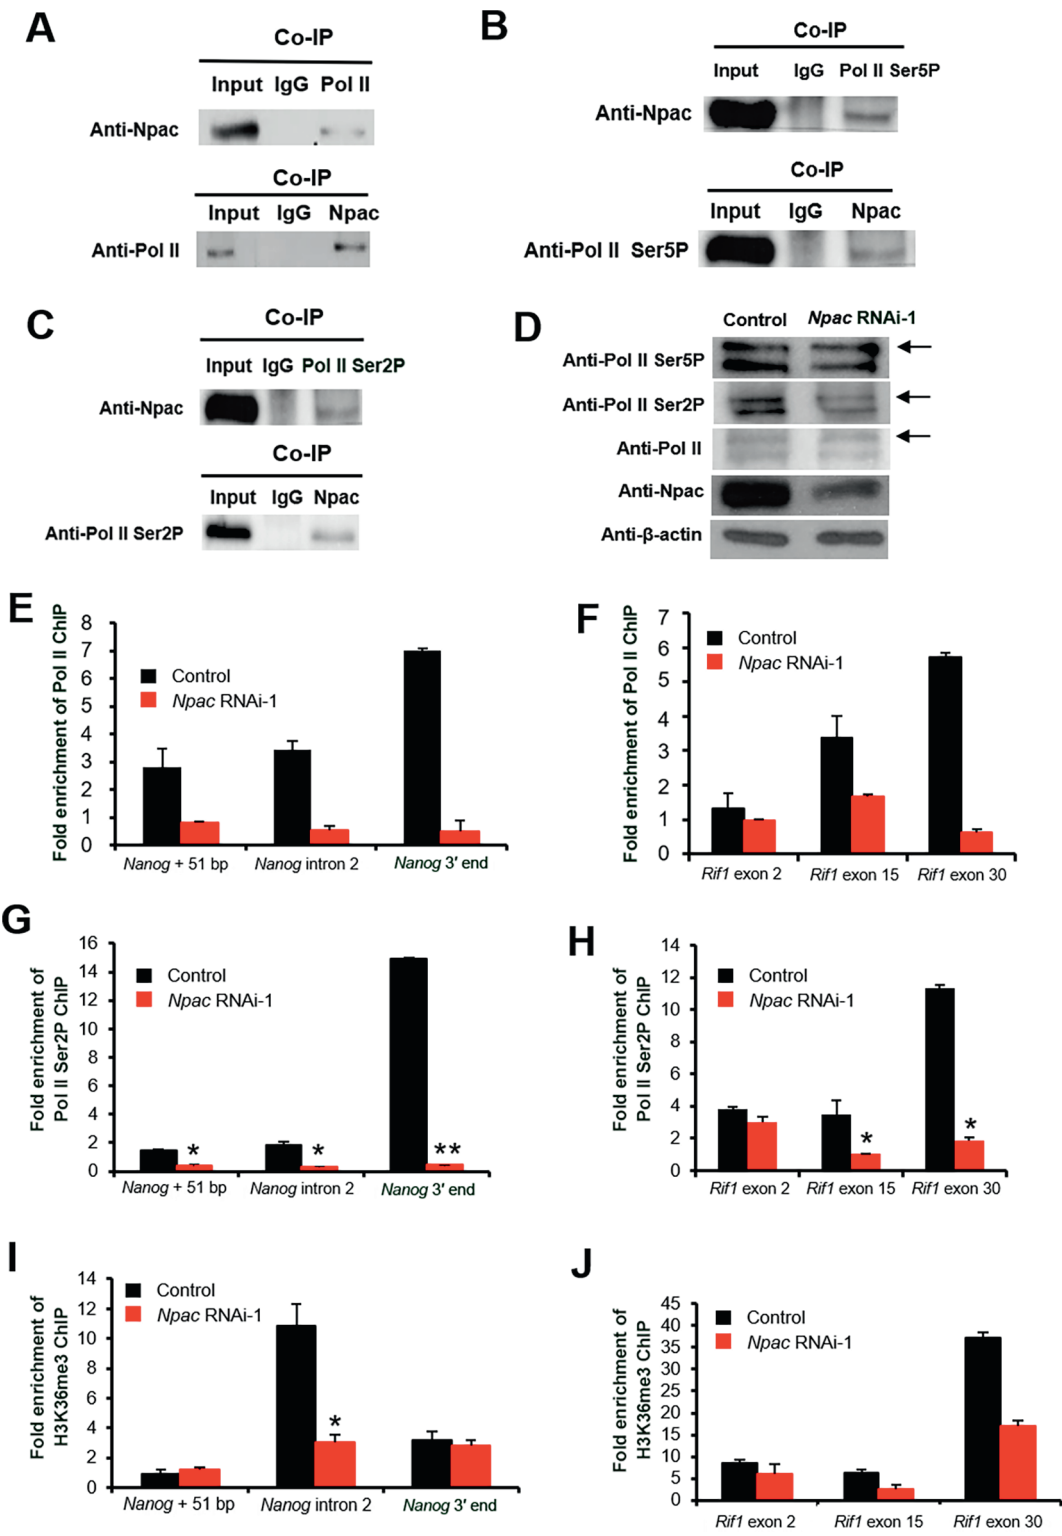 A
Co-IP
Input IgG Pol II
Anti-Npac
Co-IP
Input IgG Npac
Anti-Pol II
B
Co-IP
Input IgG Pol II Ser5P
Anti-Npac
Co-IP
Input IgG Npac
Anti-Pol II Ser5P
C
Co-IP
Input IgG Pol II Ser2P
Anti-Npac
Co-IP
Input IgG Npac
Anti-Pol II Ser2P
D
Control Npac RNAi-1
Anti-Pol II Ser5P
Anti-Pol II Ser2P
Anti-Pol II
Anti-Npac
Anti-β-actin
E
Fold enrichment of Pol II ChIP
8
7
6
5
4
3
2
1
0
Control
Npac RNAi-1
Nanog + 51 bp Nanog intron 2 Nanog 3′ end
F
Fold enrichment of Pol II ChIP
7
6
5
4
3
2
1
0
Control
Npac RNAi-1
Rif1 exon 2 Rif1 exon 15 Rif1 exon 30
G
Fold enrichment of
Pol II Ser2P ChIP
16
14
12
10
8
6
4
2
0
Control
Npac RNAi-1
* * **
Nanog + 51 bp Nanog intron 2 Nanog 3′ end
H
Fold enrichment of
Pol II Ser2P ChIP
14
12
10
8
6
4
2
0
Control
Npac RNAi-1
* *
Rif1 exon 2 Rif1 exon 15 Rif1 exon 30
I
Fold enrichment of
H3K36me3 ChIP
14
12
10
8
6
4
2
0
Control
Npac RNAi-1
*
Nanog + 51 bp Nanog intron 2 Nanog 3′ end
J
Fold enrichment of
H3K36me3 ChIP
45
40
35
30
25
20
15
10
5
0
Control
Npac RNAi-1
Rif1 exon 2 Rif1 exon 15 Rif1 exon 30